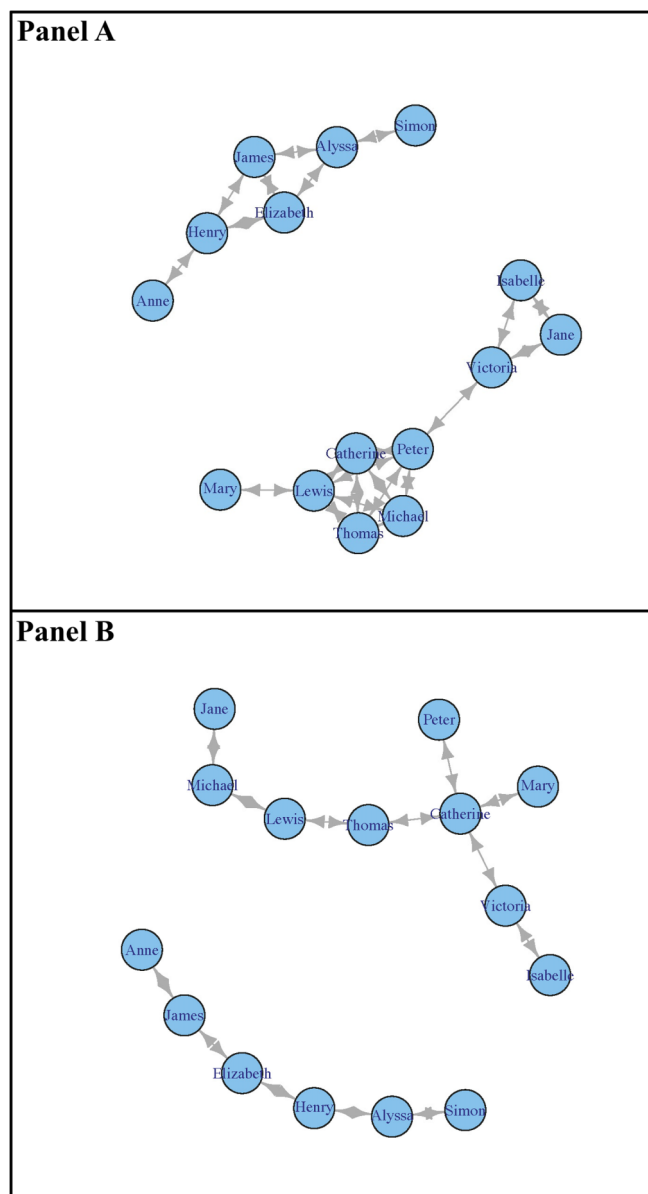 Panel A
Simon
Alyssa
James
Elizabeth
Henry
Anne
Isabelle
Jane
Victoria
Peter
Catherine
Mary
Lewis
Michael
Thomas
Panel B
Jane
Peter
Michael
Mary
Lewis
Thomas
Catherine
Victoria
Anne
Isabelle
James
Elizabeth
Henry
Alyssa
Simon